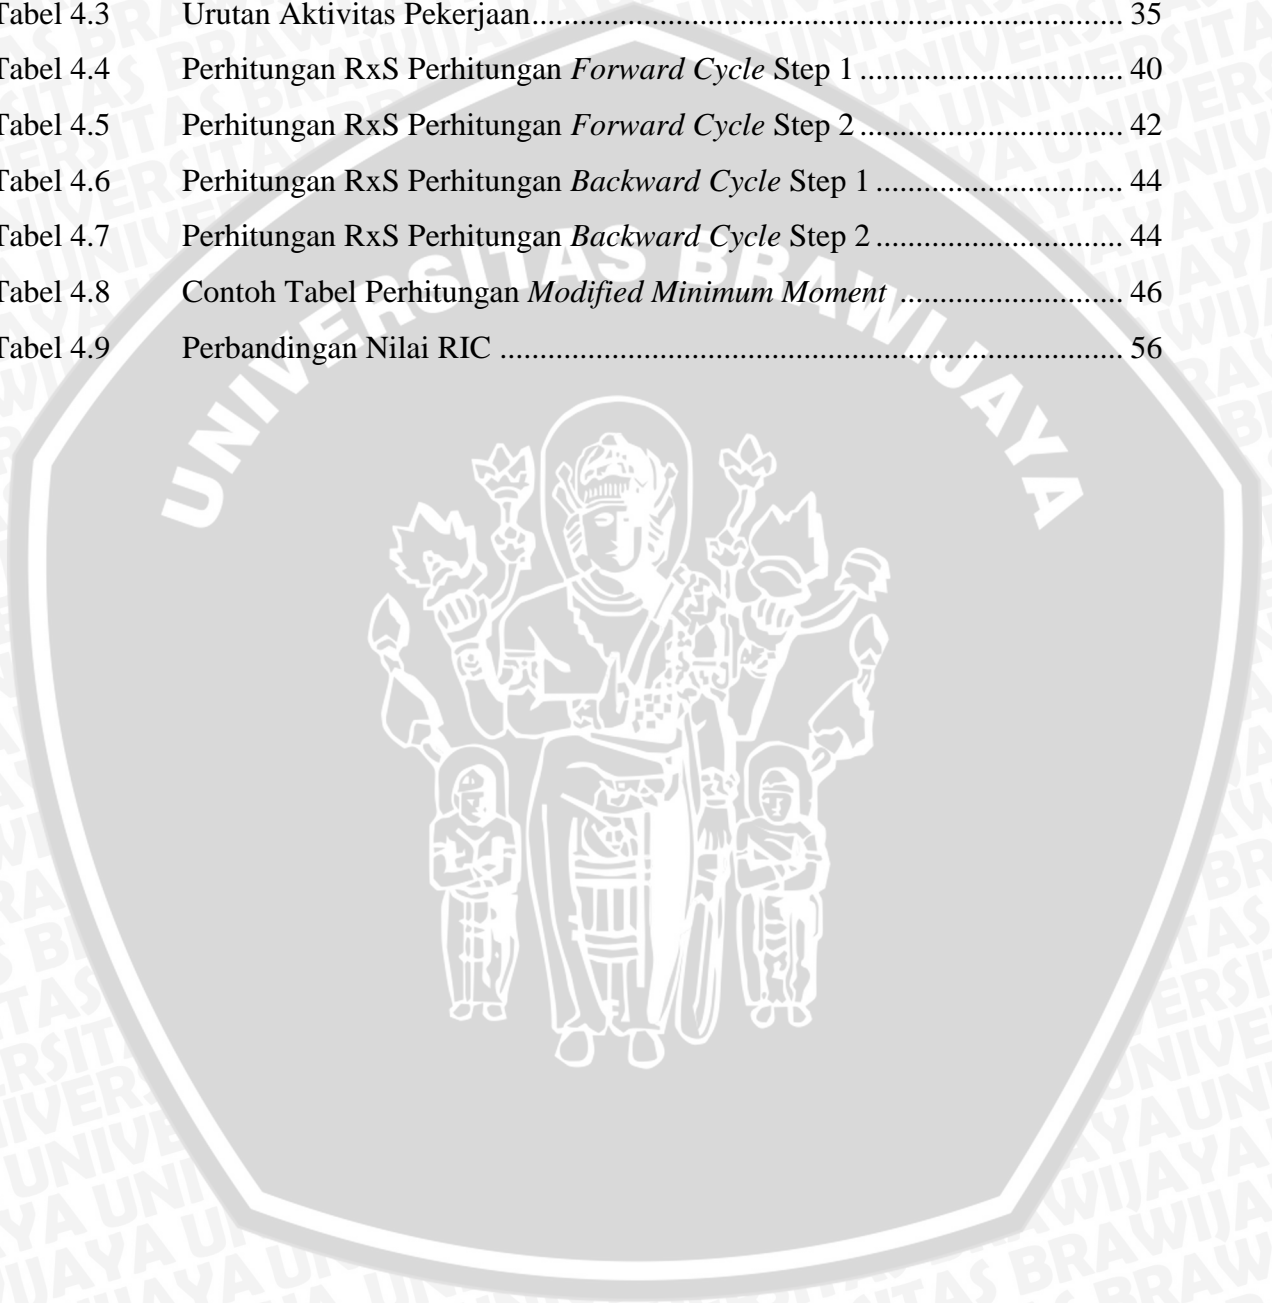 Tabel 4.3 Urutan Aktivitas Pekerjaan........................................................................... 35
Tabel 4.4 Perhitungan RxS Perhitungan Forward Cycle Step 1................................. 40
Tabel 4.5 Perhitungan RxS Perhitungan Forward Cycle Step 2................................. 42
Tabel 4.6 Perhitungan RxS Perhitungan Backward Cycle Step 1............................... 44
Tabel 4.7 Perhitungan RxS Perhitungan Backward Cycle Step 2............................... 44
Tabel 4.8 Contoh Tabel Perhitungan Modified Minimum Moment ............................ 46
Tabel 4.9 Perbandingan Nilai RIC ............................................................................... 56
UNIVERSITAS BRAWIJAYA